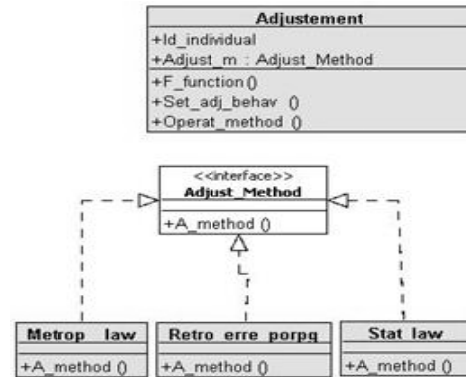 Adjustement
+Id_individual
+Adjust_m : Adjust_Method
+F_function()
+Set_adj_behav ()
+Operat_method ()
<<interface>>
Adjust_Method
+A_method ()
Metrop law
+A_method ()
Retro erre porpq
+A_method ()
Stat law
+A_method ()